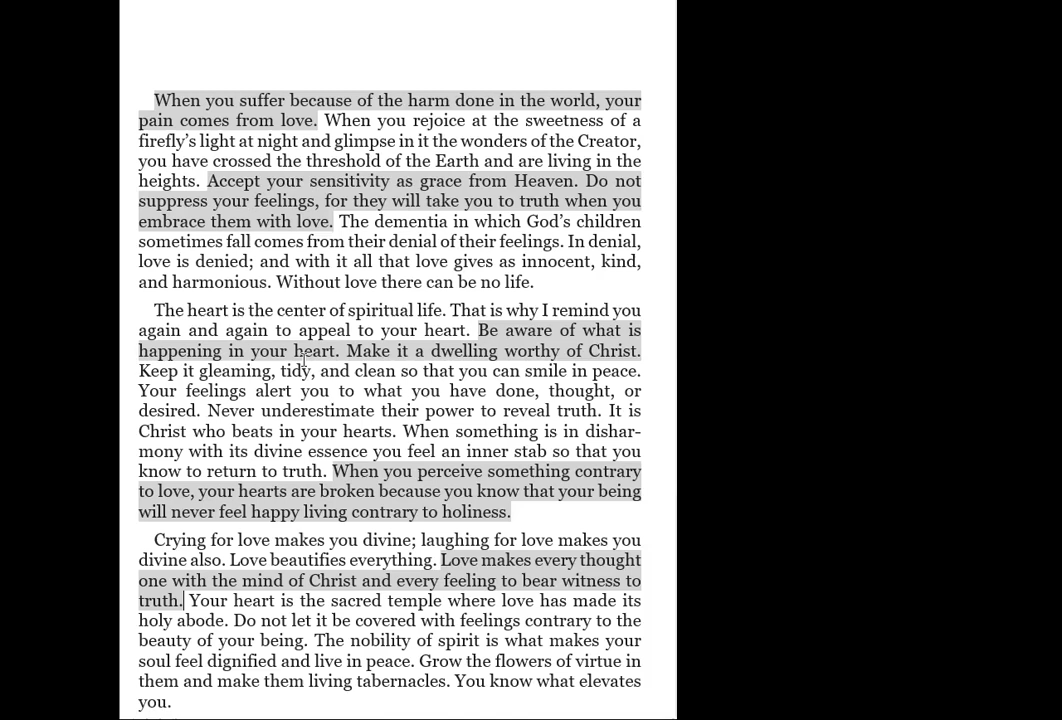 When you suffer because of the harm done in the world, your
pain comes from love. When you rejoice at the sweetness of a
firefly’s light at night and glimpse in it the wonders of the Creator,
you have crossed the threshold of the Earth and are living in the
heights. Accept your sensitivity as grace from Heaven. Do not
suppress your feelings, for they will take you to truth when you
embrace them with love. The dementia in which God’s children
sometimes fall comes from their denial of their feelings. In denial,
love is denied; and with it all that love gives as innocent, kind,
and harmonious. Without love there can be no life.
The heart is the center of spiritual life. That is why I remind you
again and again to appeal to your heart. Be aware of what is
happening in your heart. Make it a dwelling worthy of Christ.
Keep it gleaming, tidy, and clean so that you can smile in peace.
Your feelings alert you to what you have done, thought, or
desired. Never underestimate their power to reveal truth. It is
Christ who beats in your hearts. When something is in dishar-
mony with its divine essence you feel an inner stab so that you
know to return to truth. When you perceive something contrary
to love, your hearts are broken because you know that your being
will never feel happy living contrary to holiness.
Crying for love makes you divine; laughing for love makes you
divine also. Love beautifies everything. Love makes every thought
one with the mind of Christ and every feeling to bear witness to
truth. Your heart is the sacred temple where love has made its
holy abode. Do not let it be covered with feelings contrary to the
beauty of your being. The nobility of spirit is what makes your
soul feel dignified and live in peace. Grow the flowers of virtue in
them and make them living tabernacles. You know what elevates
you.